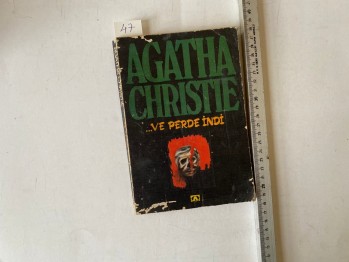 47
AGATHA
CHRISTIE
...VE PERDE İNDİ